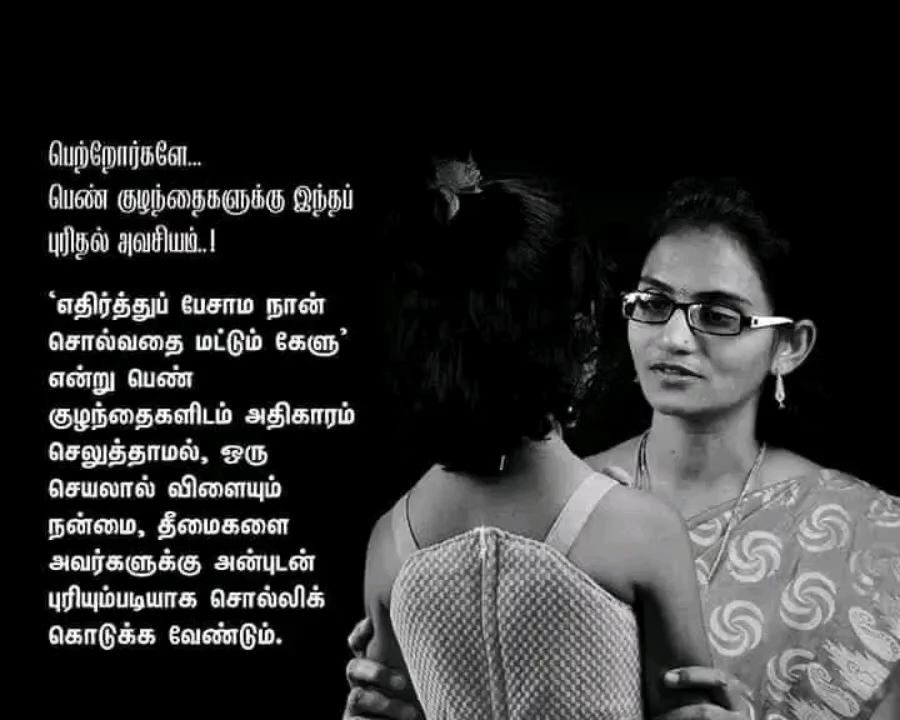 பெற்றோர்களே...
பெண் குழந்தைகளுக்கு இந்தப்
புரிதல் அவசியம்..!
‘எதிர்த்துப் பேசாம நான்
சொல்வதை மட்டும் கேளு’
என்று பெண்
குழந்தைகளிடம் அதிகாரம்
செலுத்தாமல், ஒரு
செயலால் விளையும்
நன்மை, தீமைகளை
அவர்களுக்கு அன்புடன்
புரியும்படியாக சொல்லிக்
கொடுக்க வேண்டும்.